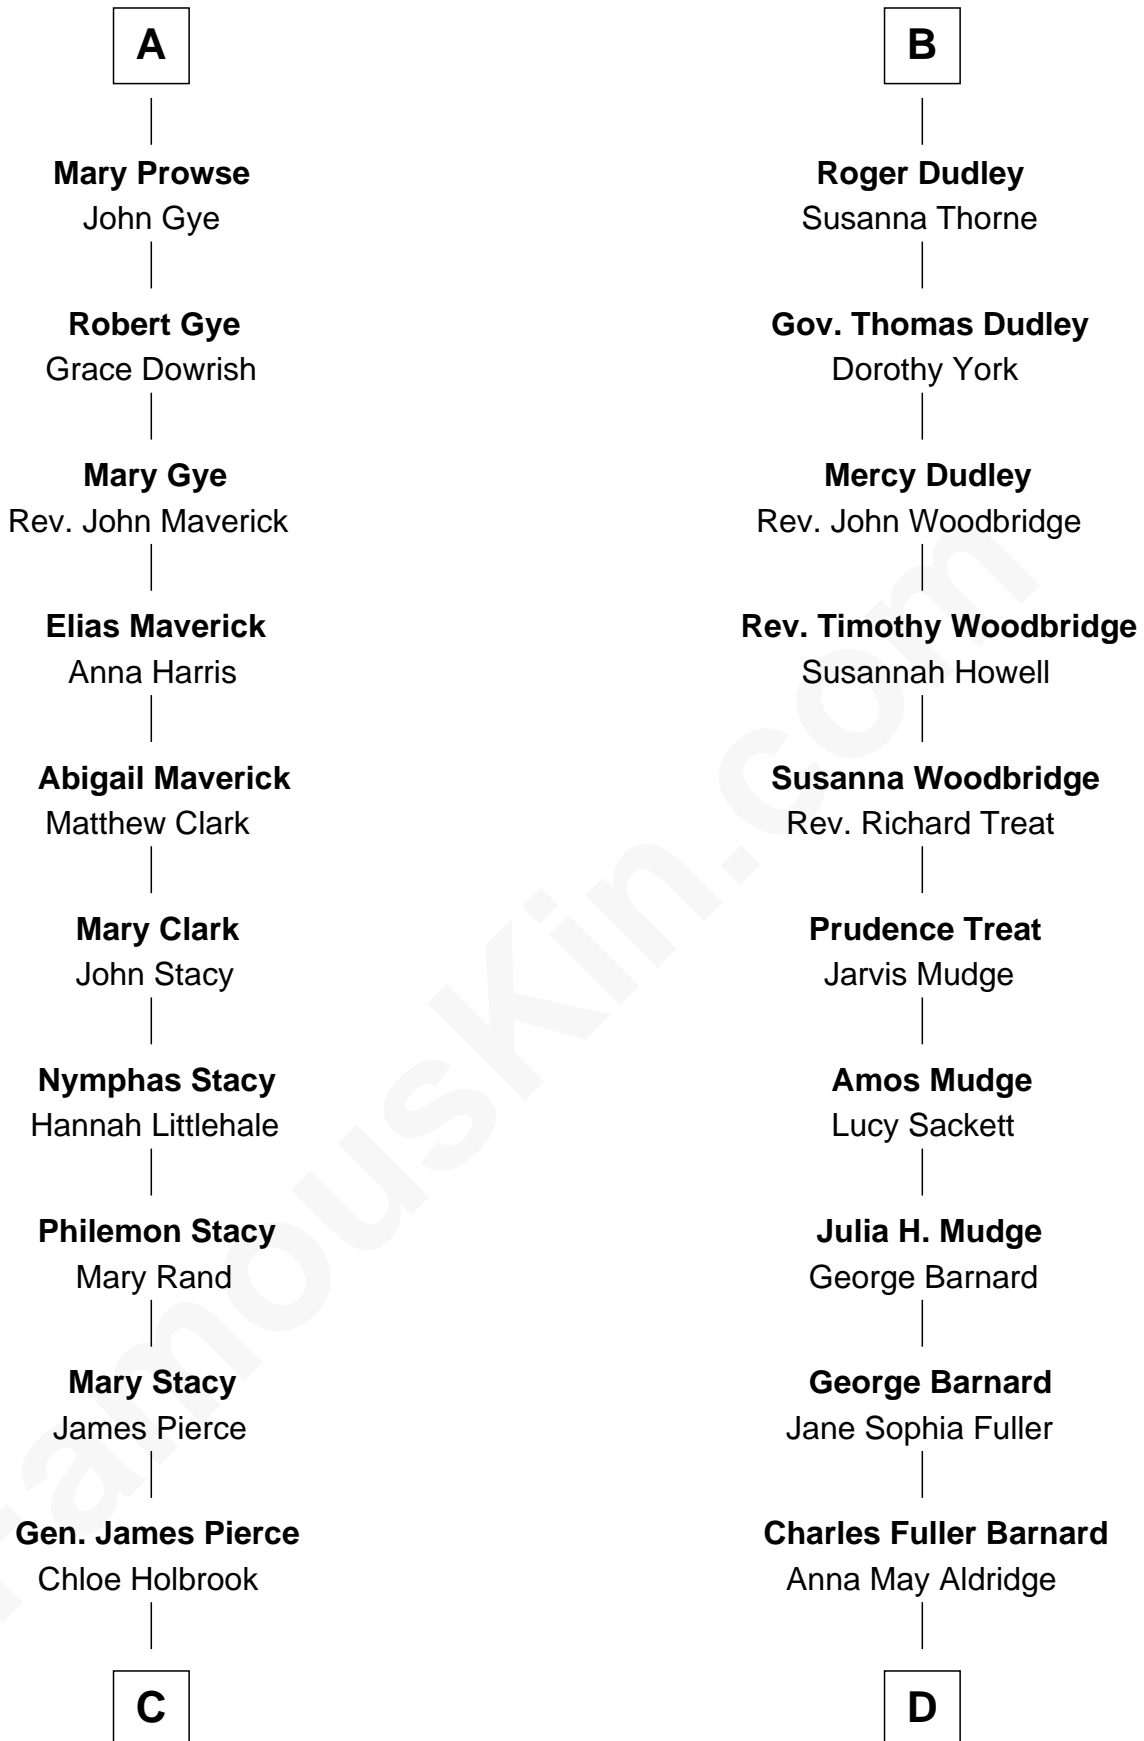 A
Mary Prowse
John Gye
Robert Gye
Grace Dowrish
Mary Gye
Rev. John Maverick
Elias Maverick
Anna Harris
Abigail Maverick
Matthew Clark
Mary Clark
John Stacy
Nymphas Stacy
Hannah Littlehale
Philemon Stacy
Mary Rand
Mary Stacy
James Pierce
Gen. James Pierce
Chloe Holbrook
C
B
Roger Dudley
Susanna Thorne
Gov. Thomas Dudley
Dorothy York
Mercy Dudley
Rev. John Woodbridge
Rev. Timothy Woodbridge
Susannah Howell
Susanna Woodbridge
Rev. Richard Treat
Prudence Treat
Jarvis Mudge
Amos Mudge
Lucy Sackett
Julia H. Mudge
George Barnard
George Barnard
Jane Sophia Fuller
Charles Fuller Barnard
Anna May Aldridge
D
FamousKin.com